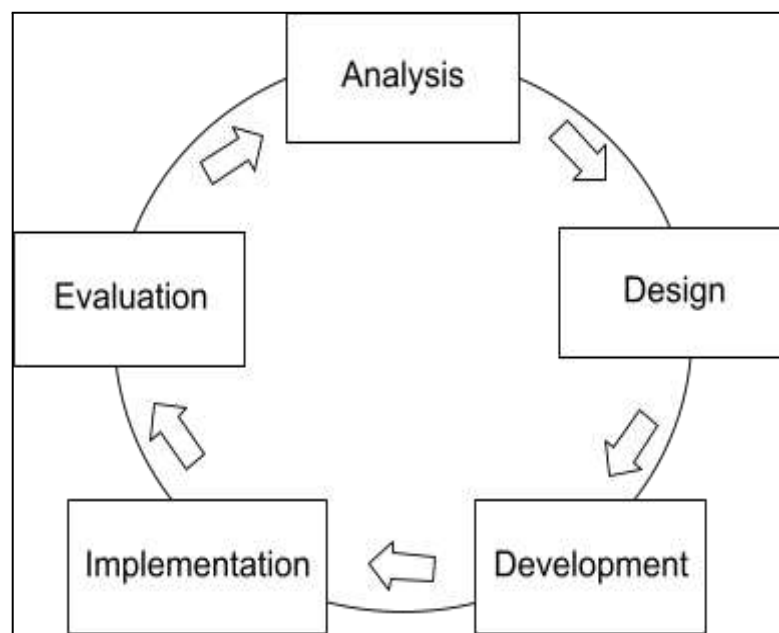 Analysis
Design
Development
Implementation
Evaluation